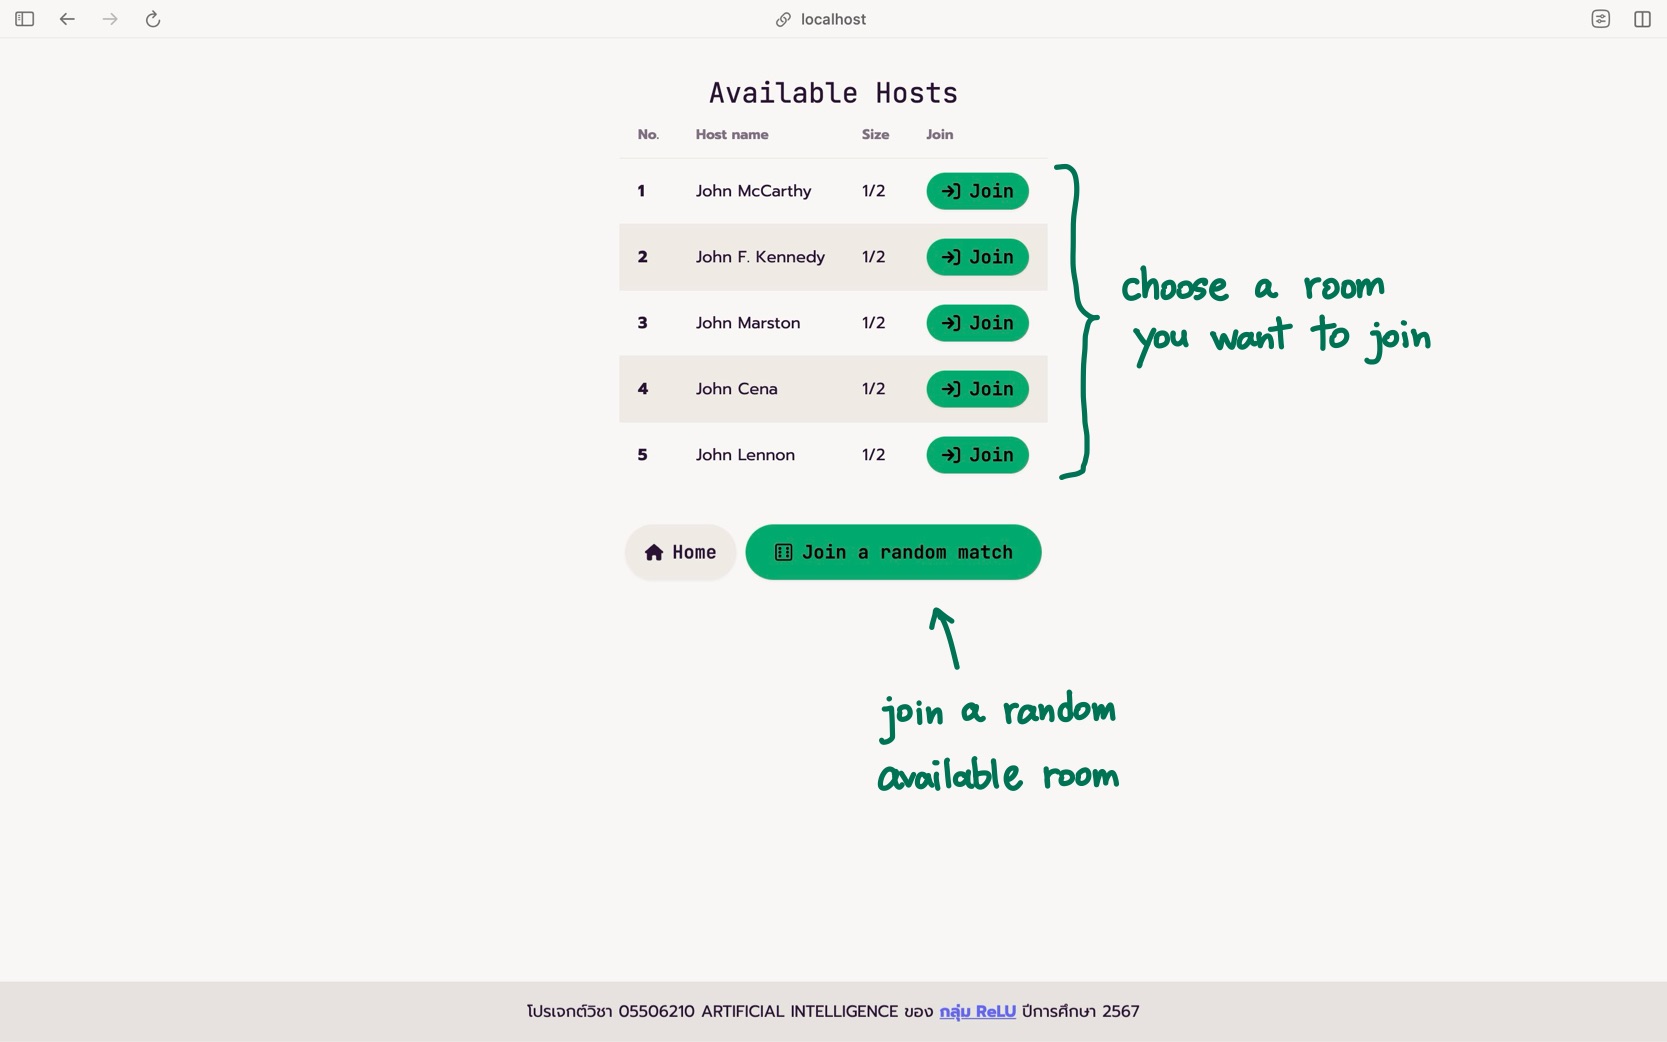 localhost
Available Hosts
No. Host name Size Join
1 John McCarthy 1/2 Join
2 John F. Kennedy 1/2 Join
3 John Marston 1/2 Join
4 John Cena 1/2 Join
5 John Lennon 1/2 Join
choose a room
you want to join
Home Join a random match
join a random
available room
โปรเจกต์วิชา 05506210 ARTIFICIAL INTELLIGENCE ของ กลุ่ม ReLU ปีการศึกษา 2567